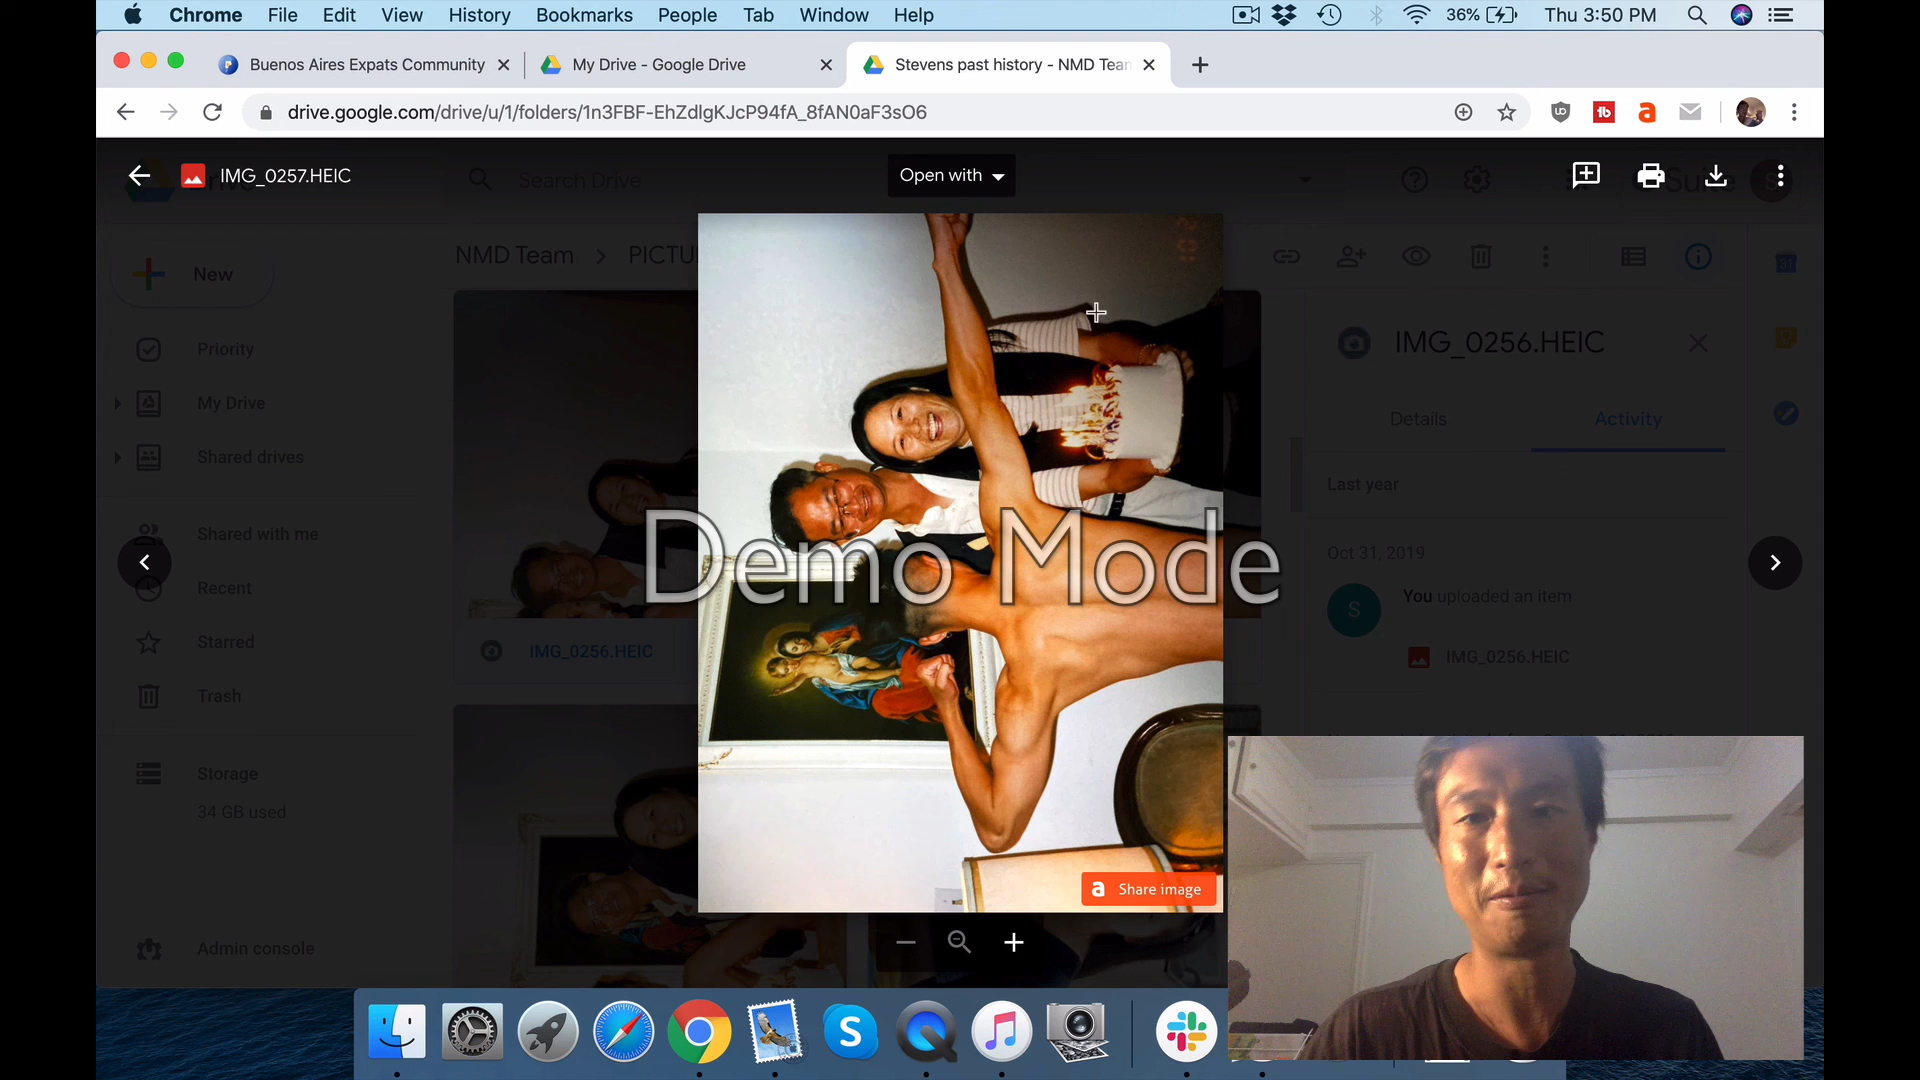 Chrome File Edit View History Bookmarks People Tab Window Help 36% Thu 3:50 PM
Buenos Aires Expats Community My Drive - Google Drive Stevens past history - NMD Tean
drive.google.com/drive/u/1/folders/1n3FBF-EhZdlgKJcP94fA_8fAN0aF3sO6
IMG_0257.HEIC Open with
Search Drive
NMD Team PICTU
New
IMG_0256.HEIC
Priority
My Drive
Details Activity
Shared drives
Last year
Shared with me
Oct 31, 2019
Demo Mode
Recent
S You uploaded an item
Starred
IMG_0256.HEIC
IMG_0256.HEIC
Trash
Storage
34 GB used
a Share image
Admin console